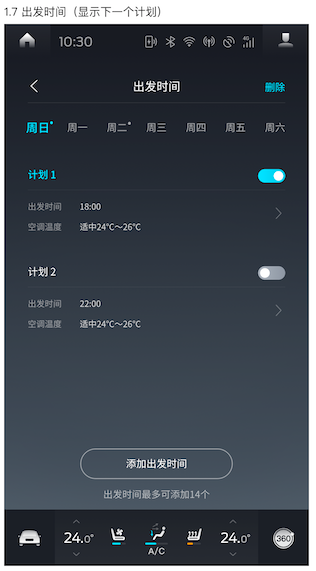 1.7 出发时间（显示下一个计划）
10:30
4G
出发时间 删除
周日 周一 周二 周三 周四 周五 周六
计划 1
出发时间 18:00
空调温度 适中24℃～26℃
计划 2
出发时间 22:00
空调温度 适中24℃～26℃
添加出发时间
出发时间最多可添加14个
24.0° 24.0° 360
A/C